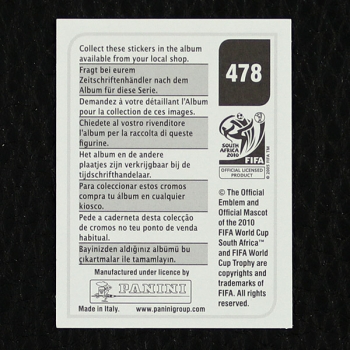 Collect these stickers in the album
available from your local shop.
Fragt bei eurem
Zeitschriftenhändler nach dem
Album für diese Serie.
Demandez à votre détaillant l'Album
pour la collection de ces images.
Chiedete al vostro rivenditore
l'album per la raccolta di queste
figurine.
Het album en de andere
plaatjes zijn verkrijgbaar bij de
tijdschrifthandelaar.
Para coleccionar estos cromos
compra tu álbum en cualquier
kiosco.
Pede a caderneta desta colecção
de cromos no teu ponto de venda
habitual.
Bayinizden aldığınız albümü bu
çıkartmalar ile tamamlayın.
Manufactured under licence by
PANINI
Made in Italy. www.paninigroup.com
478
SOUTH AFRICA
2010
FIFA
© 2005 FIFA TM
OFFICIAL LICENSED
PRODUCT
© The Official
Emblem and
Official Mascot
of the 2010
FIFA World Cup
South Africa™
and FIFA World
Cup Trophy are
copyrights and
trademarks of
FIFA. All rights
reserved.